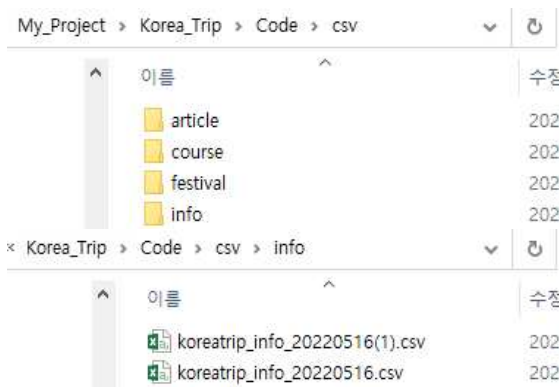 My_Project > Korea_Trip > Code > csv
이름 수정
article 202
course 202
festival 202
info 202
Korea_Trip > Code > csv > info
이름 수정
koreatrip_info_20220516(1).csv 202
koreatrip_info_20220516.csv 202